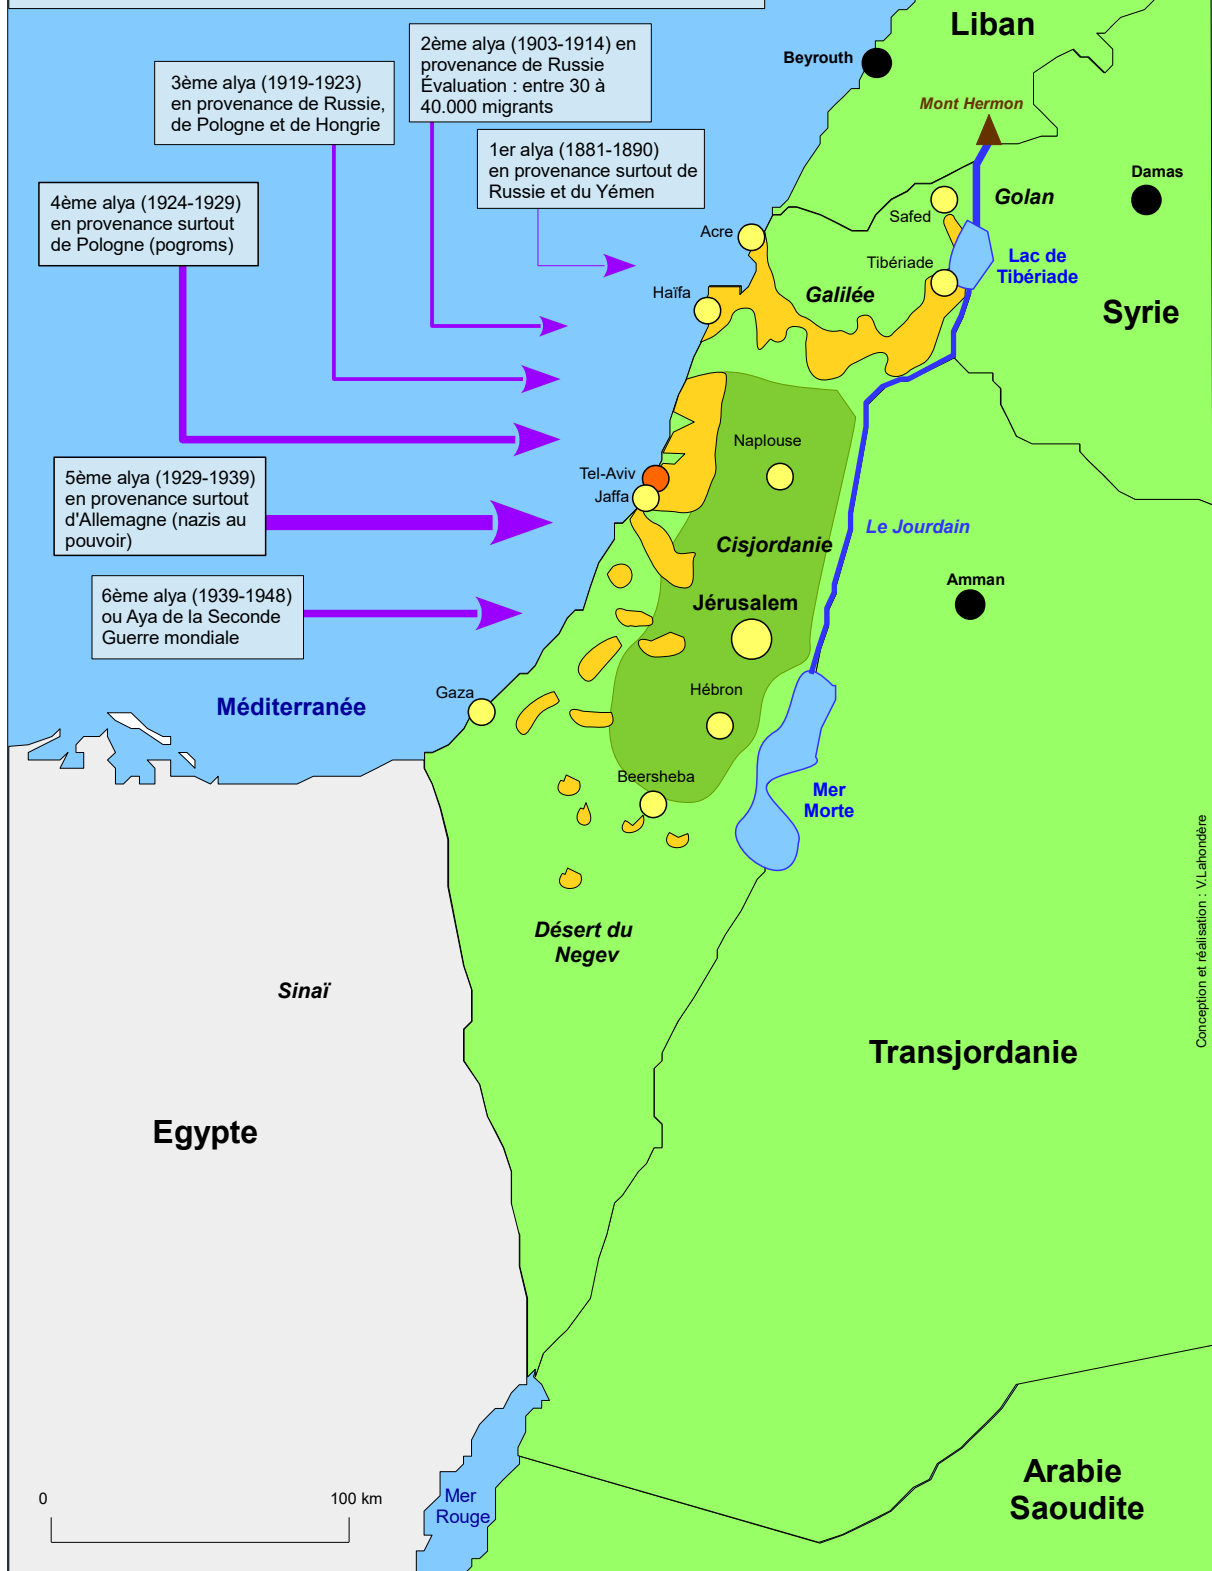 Liban
Beyrouth
2ème alya (1903-1914) en
provenance de Russie
Évaluation : entre 30 à
40.000 migrants
3ème alya (1919-1923)
en provenance de Russie,
de Pologne et de Hongrie
Mont Hermon
1er alya (1881-1890)
en provenance surtout de
Russie et du Yémen
Damas
4ème alya (1924-1929)
en provenance surtout
de Pologne (pogroms)
Golan
Safed
Acre
Tibériade
Lac de
Tibériade
Haïfa
Galilée
Syrie
Naplouse
Tel-Aviv
Jaffa
5ème alya (1929-1939)
en provenance surtout
d'Allemagne (nazis au
pouvoir)
Le Jourdain
Cisjordanie
Amman
6ème alya (1939-1948)
ou Aya de la Seconde
Guerre mondiale
Jérusalem
Gaza
Hébron
Méditerranée
Beersheba
Mer
Morte
Conception et réalisation : V.Lahondère
Désert du
Negev
Sinaï
Transjordanie
Egypte
Arabie
Saoudite
0
100 km
Mer
Rouge